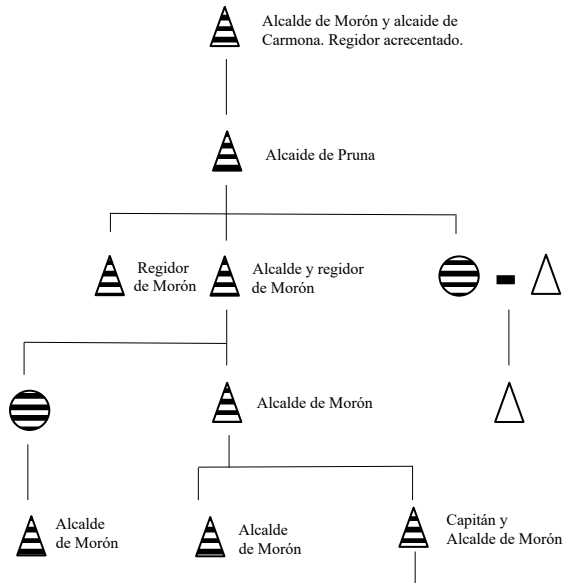 Alcalde de Morón y alcaide de
Carmona. Regidor acrecentado.
Alcaide de Pruna
Regidor
de Morón
Alcalde y regidor
de Morón
Alcalde de Morón
Alcalde
de Morón
Alcalde
de Morón
Capitán y
Alcalde de Morón